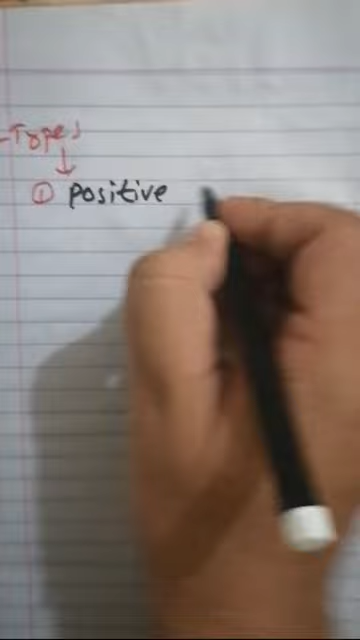 Types
↓
① positive